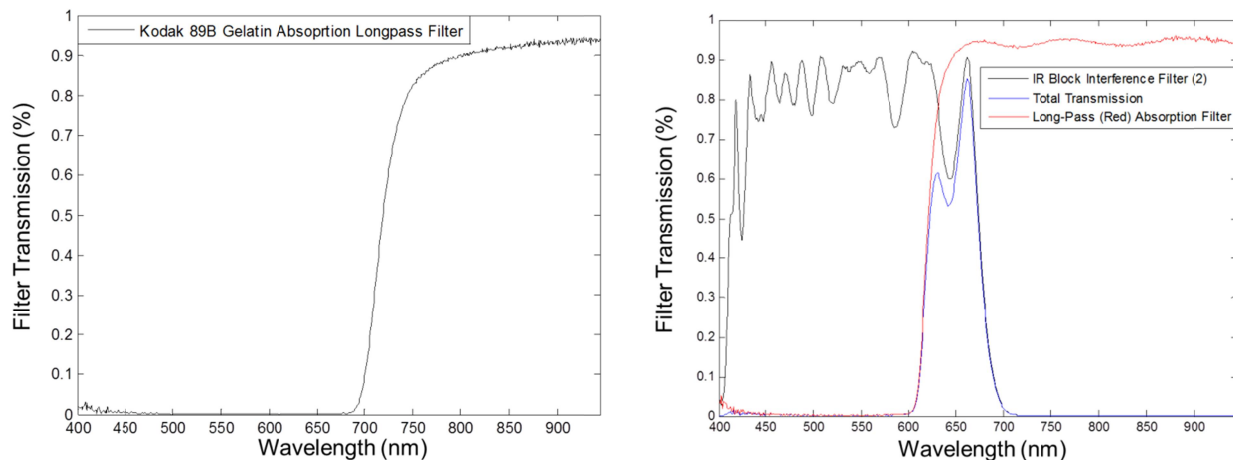 Kodak 89B Gelatin Absoprtion Longpass Filter
Filter Transmission (%)
1
0.9
0.8
0.7
0.6
0.5
0.4
0.3
0.2
0.1
0
400 450 500 550 600 650 700 750 800 850 900
Wavelength (nm)
IR Block Interference Filter (2)
Total Transmission
Long-Pass (Red) Absorption Filter
Filter Transmission (%)
1
0.9
0.8
0.7
0.6
0.5
0.4
0.3
0.2
0.1
0
400 450 500 550 600 650 700 750 800 850 900
Wavelength (nm)